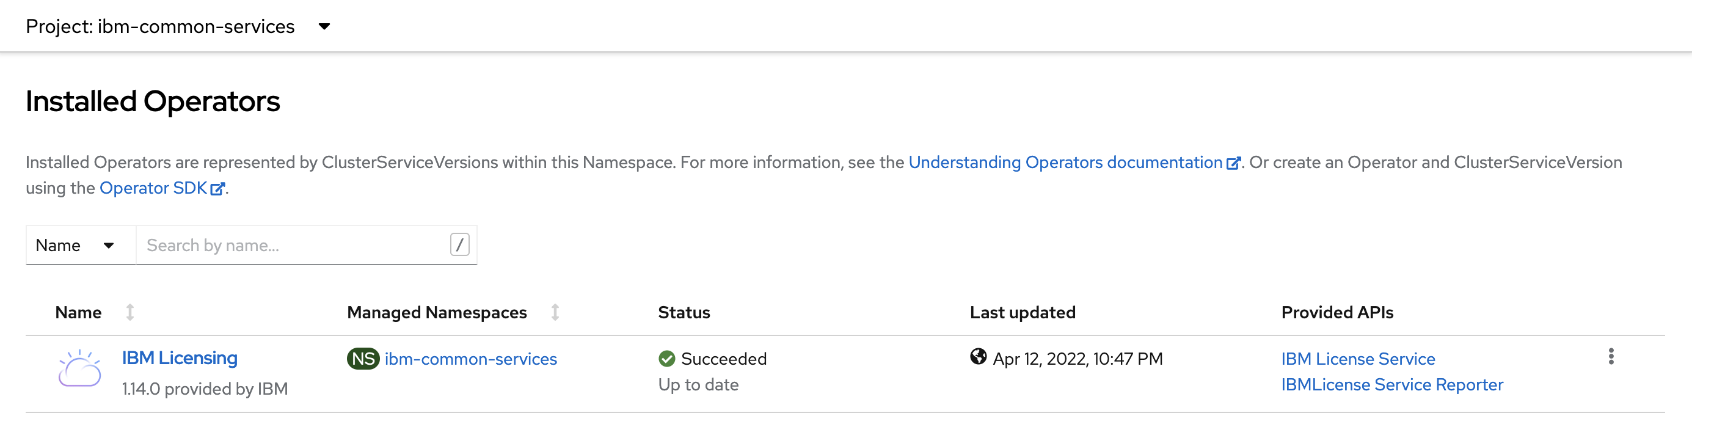 Project: ibm-common-services
Installed Operators
Installed Operators are represented by ClusterServiceVersions within this Namespace. For more information, see the Understanding Operators documentation. Or create an Operator and ClusterServiceVersion
using the Operator SDK.
Name Search by name... /
Name Managed Namespaces Status Last updated Provided APIs
IBM Licensing NS ibm-common-services Succeeded Apr 12, 2022, 10:47 PM IBM License Service
1.14.0 provided by IBM Up to date IBMLicense Service Reporter